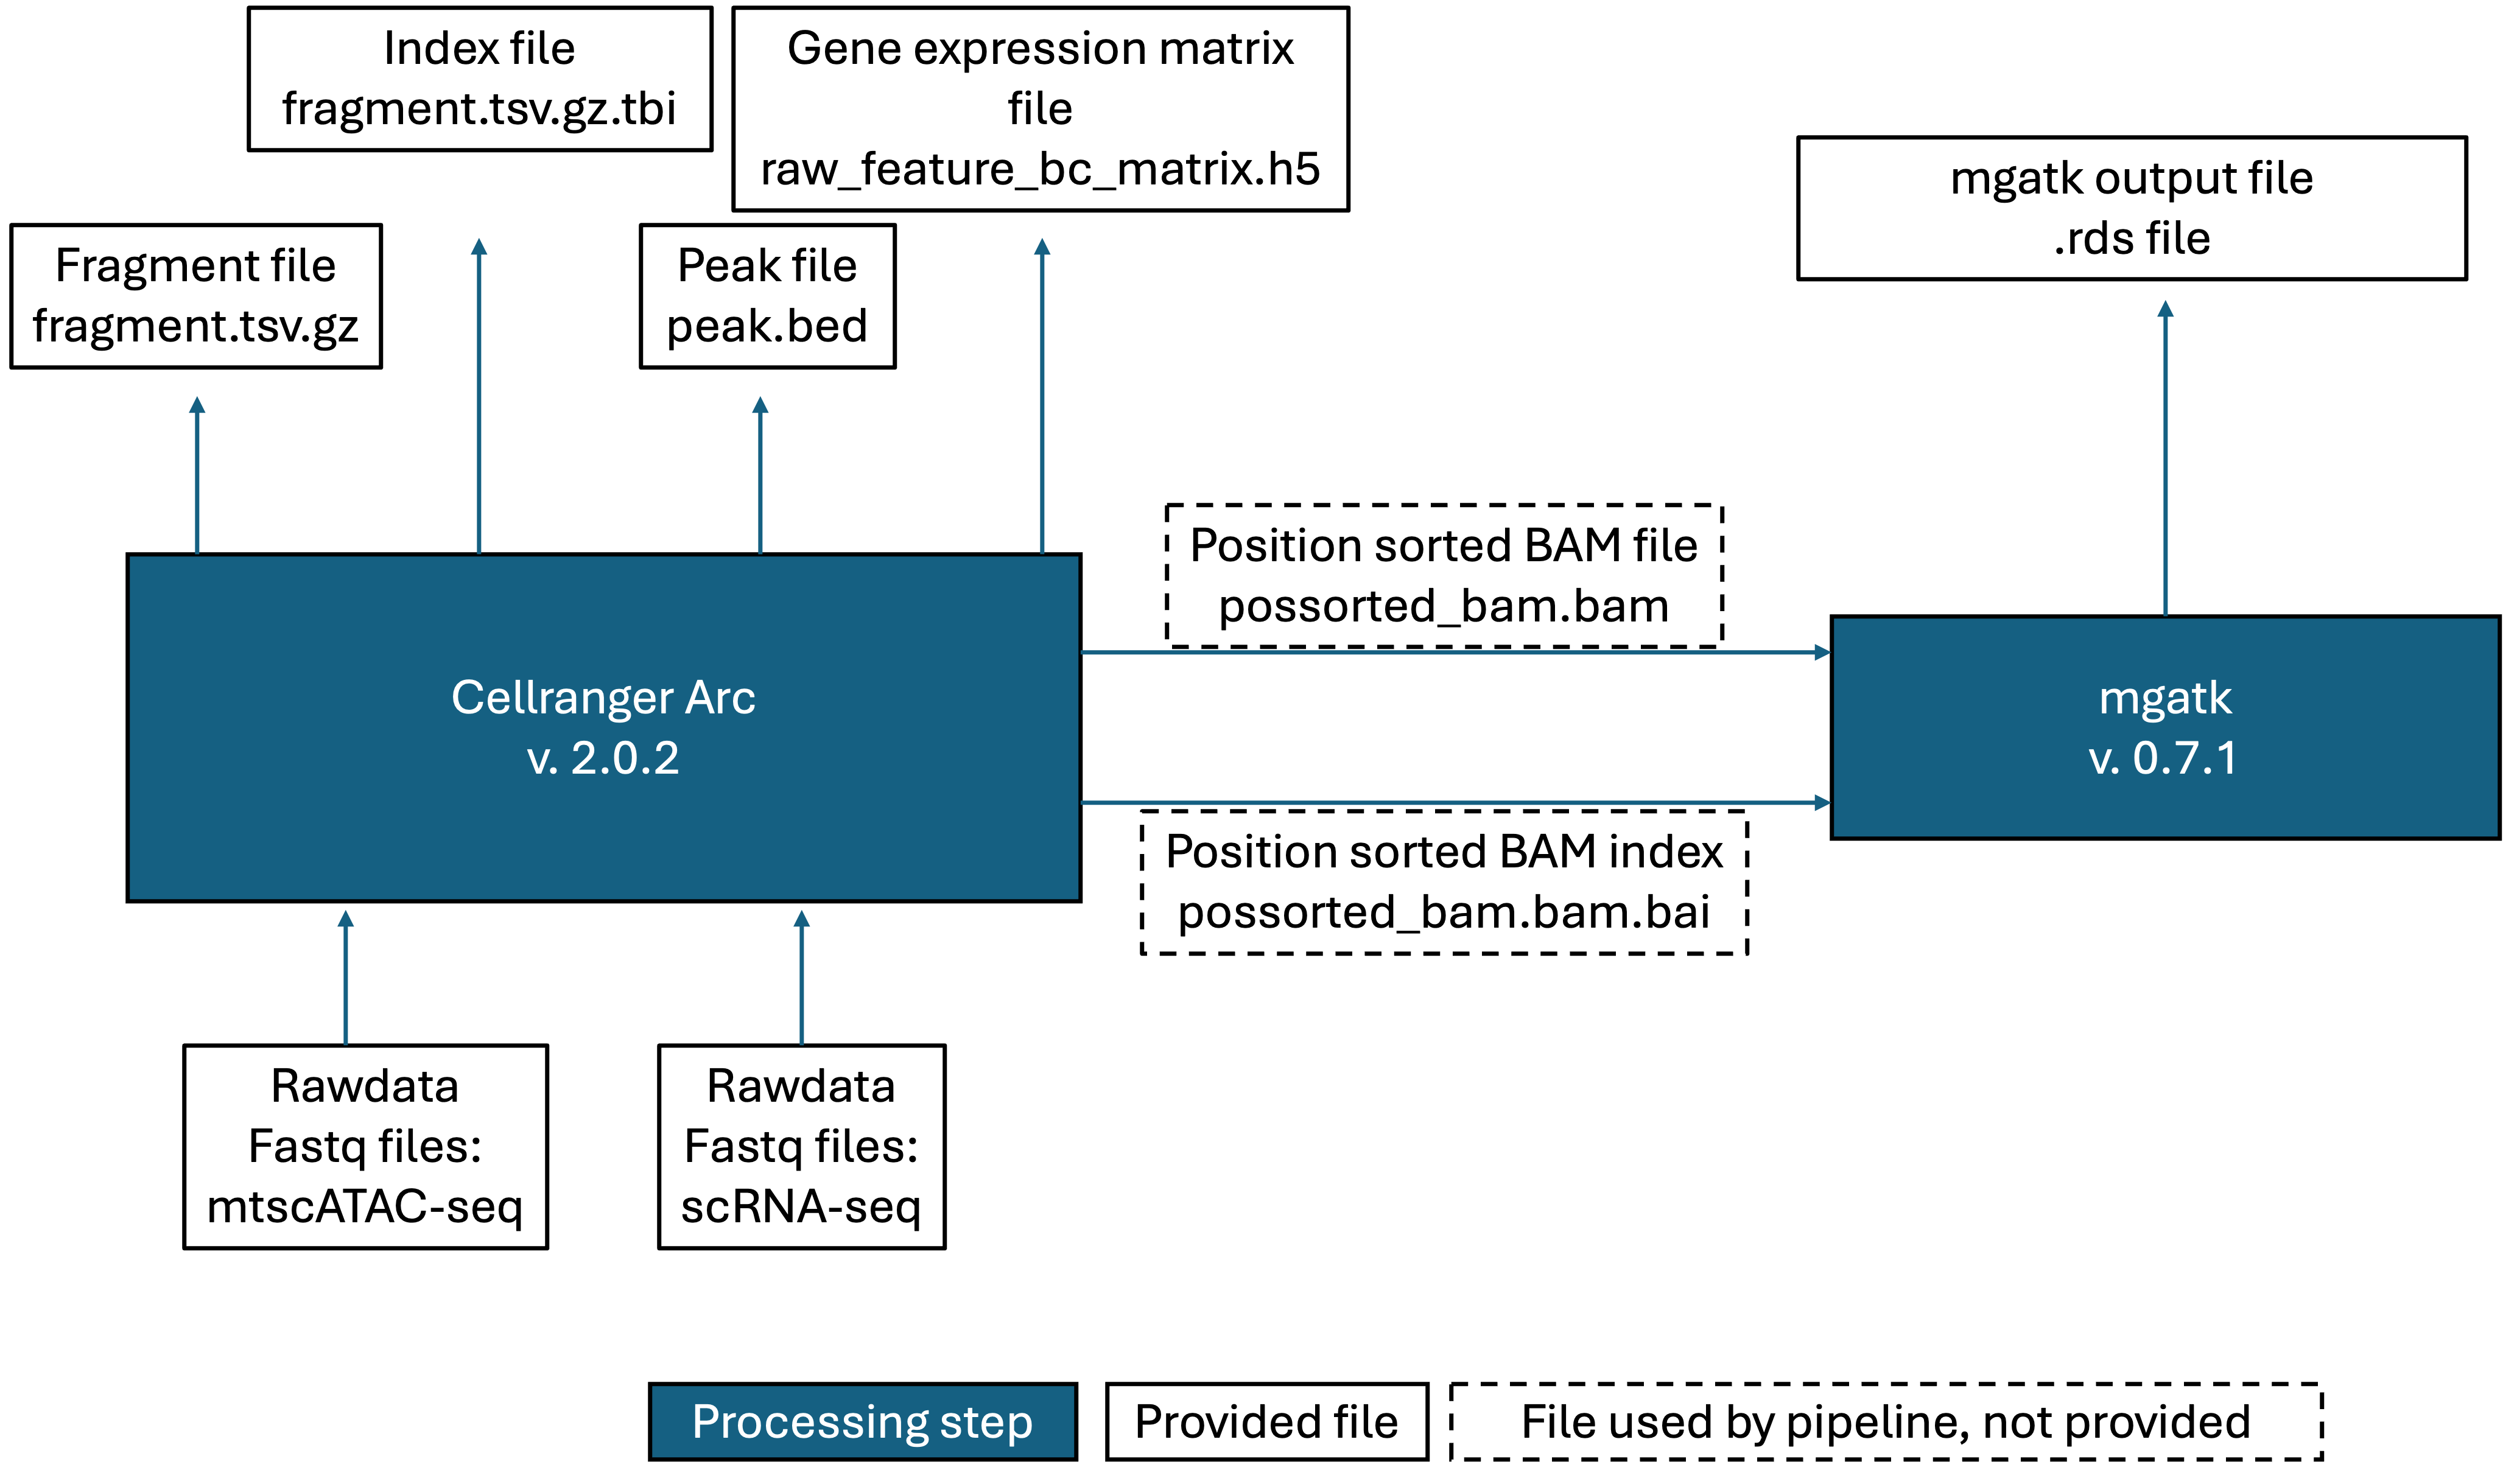 Index file
fragment.tsv.gz.tbi
Gene expression matrix
file
raw_feature_bc_matrix.h5
mgatk output file
.rds file
Fragment file
fragment.tsv.gz
Peak file
peak.bed
Position sorted BAM file
possorted_bam.bam
Cellranger Arc
v. 2.0.2
mgatk
v. 0.7.1
Position sorted BAM index
possorted_bam.bam.bai
Rawdata
Fastq files:
mtscATAC-seq
Rawdata
Fastq files:
scRNA-seq
Processing step
Provided file
File used by pipeline, not provided